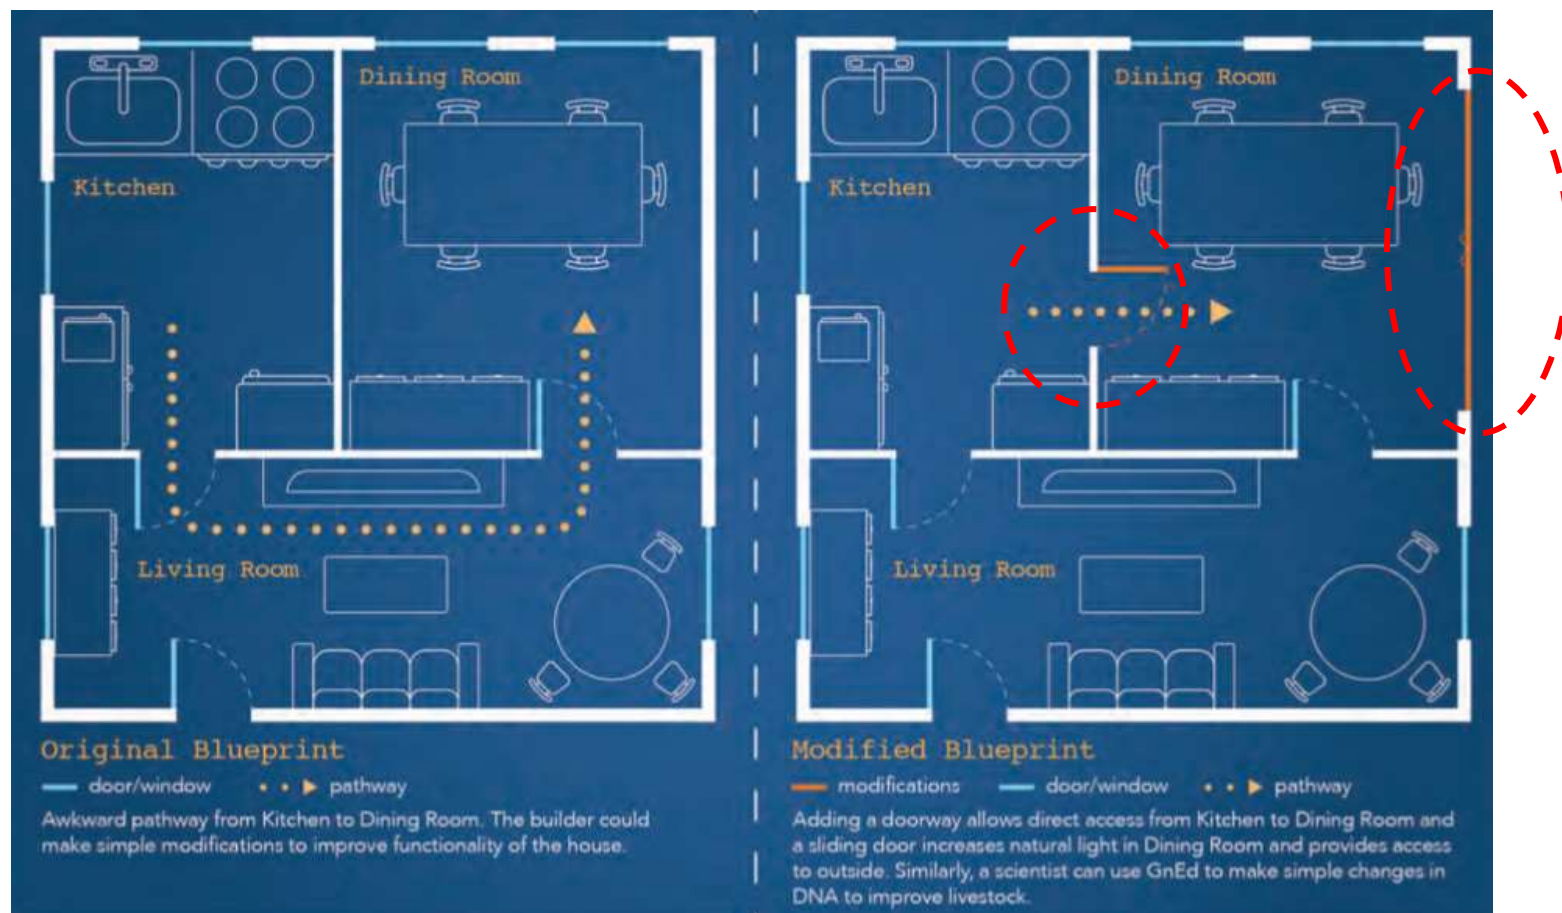 Dining Room
Kitchen
Living Room
Original Blueprint
door/window
pathway
Awkward pathway from Kitchen to Dining Room. The builder could
make simple modifications to improve functionality of the house.
Dining Room
Kitchen
Living Room
Modified Blueprint
modifications
door/window
pathway
Adding a doorway allows direct access from Kitchen to Dining Room and
a sliding door increases natural light in Dining Room and provides access
to outside. Similarly, a scientist can use GnEd to make simple changes in
DNA to improve livestock.